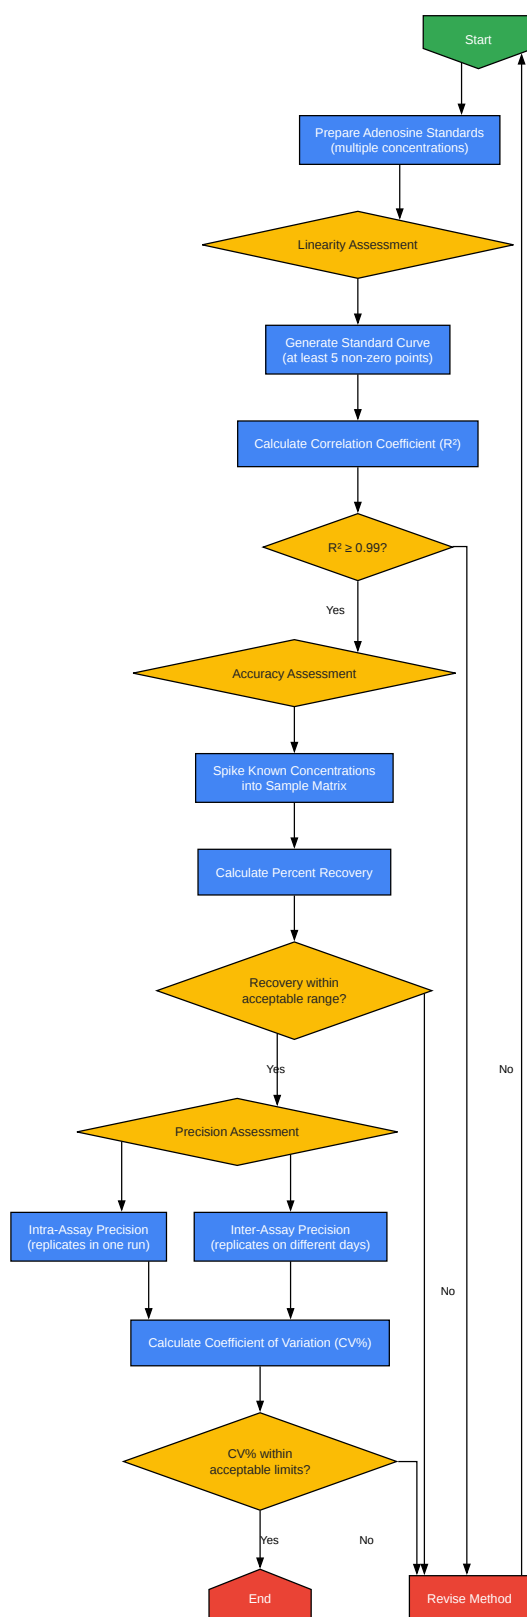 Start
Prepare Adenosine Standards
(multiple concentrations)
Linearity Assessment
Generate Standard Curve
(at least 5 non-zero points)
Calculate Correlation Coefficient (R²)
R² ≥ 0.99?
Yes
Accuracy Assessment
Spike Known Concentrations
into Sample Matrix
Calculate Percent Recovery
Recovery within
acceptable range?
Yes
No
Precision Assessment
Intra-Assay Precision
(replicates in one run)
Inter-Assay Precision
(replicates on different days)
No
Calculate Coefficient of Variation (CV%)
CV% within
acceptable limits?
Yes
No
End
Revise Method